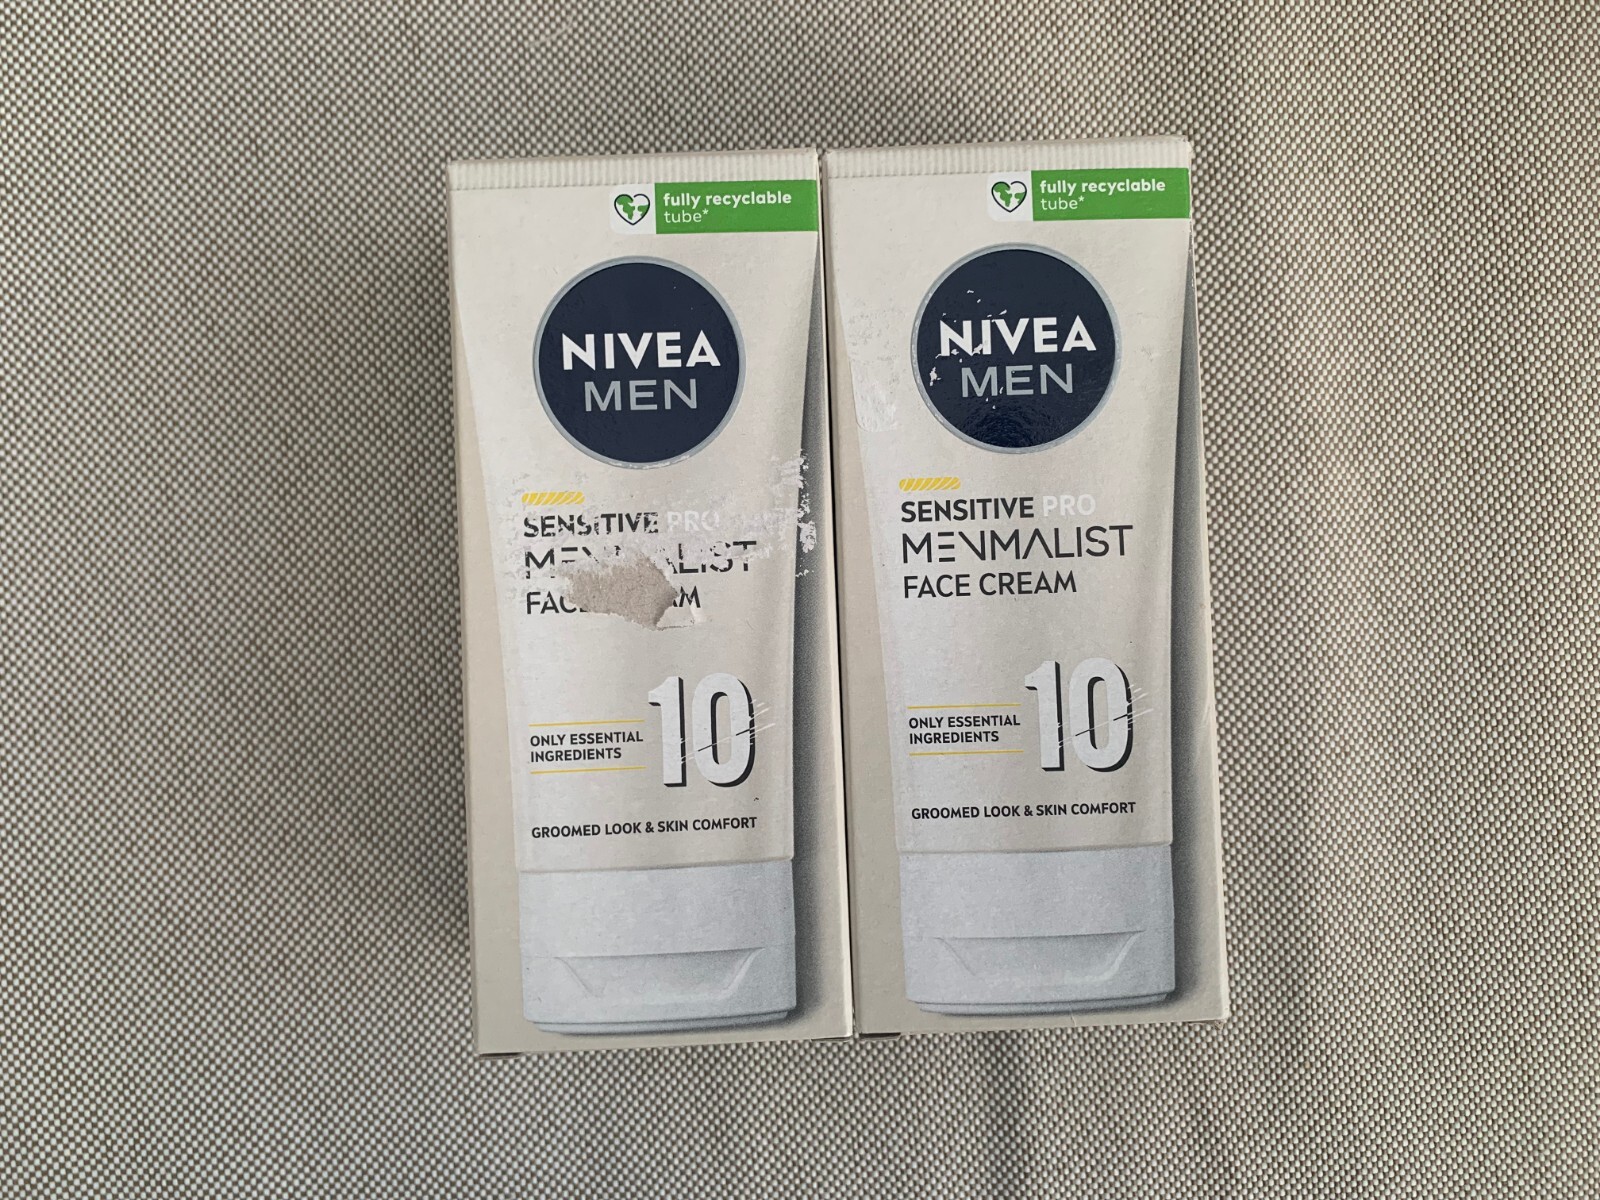 fully recyclable
tube*
NIVEA
MEN
SENSITIVE PRO
ONLY ESSENTIAL
INGREDIENTS
10
GROOMED LOOK & SKIN COMFORT
fully recyclable
tube*
NIVEA
MEN
SENSITIVE PRO
MENMALIST
FACE CREAM
ONLY ESSENTIAL
INGREDIENTS
10
GROOMED LOOK & SKIN COMFORT